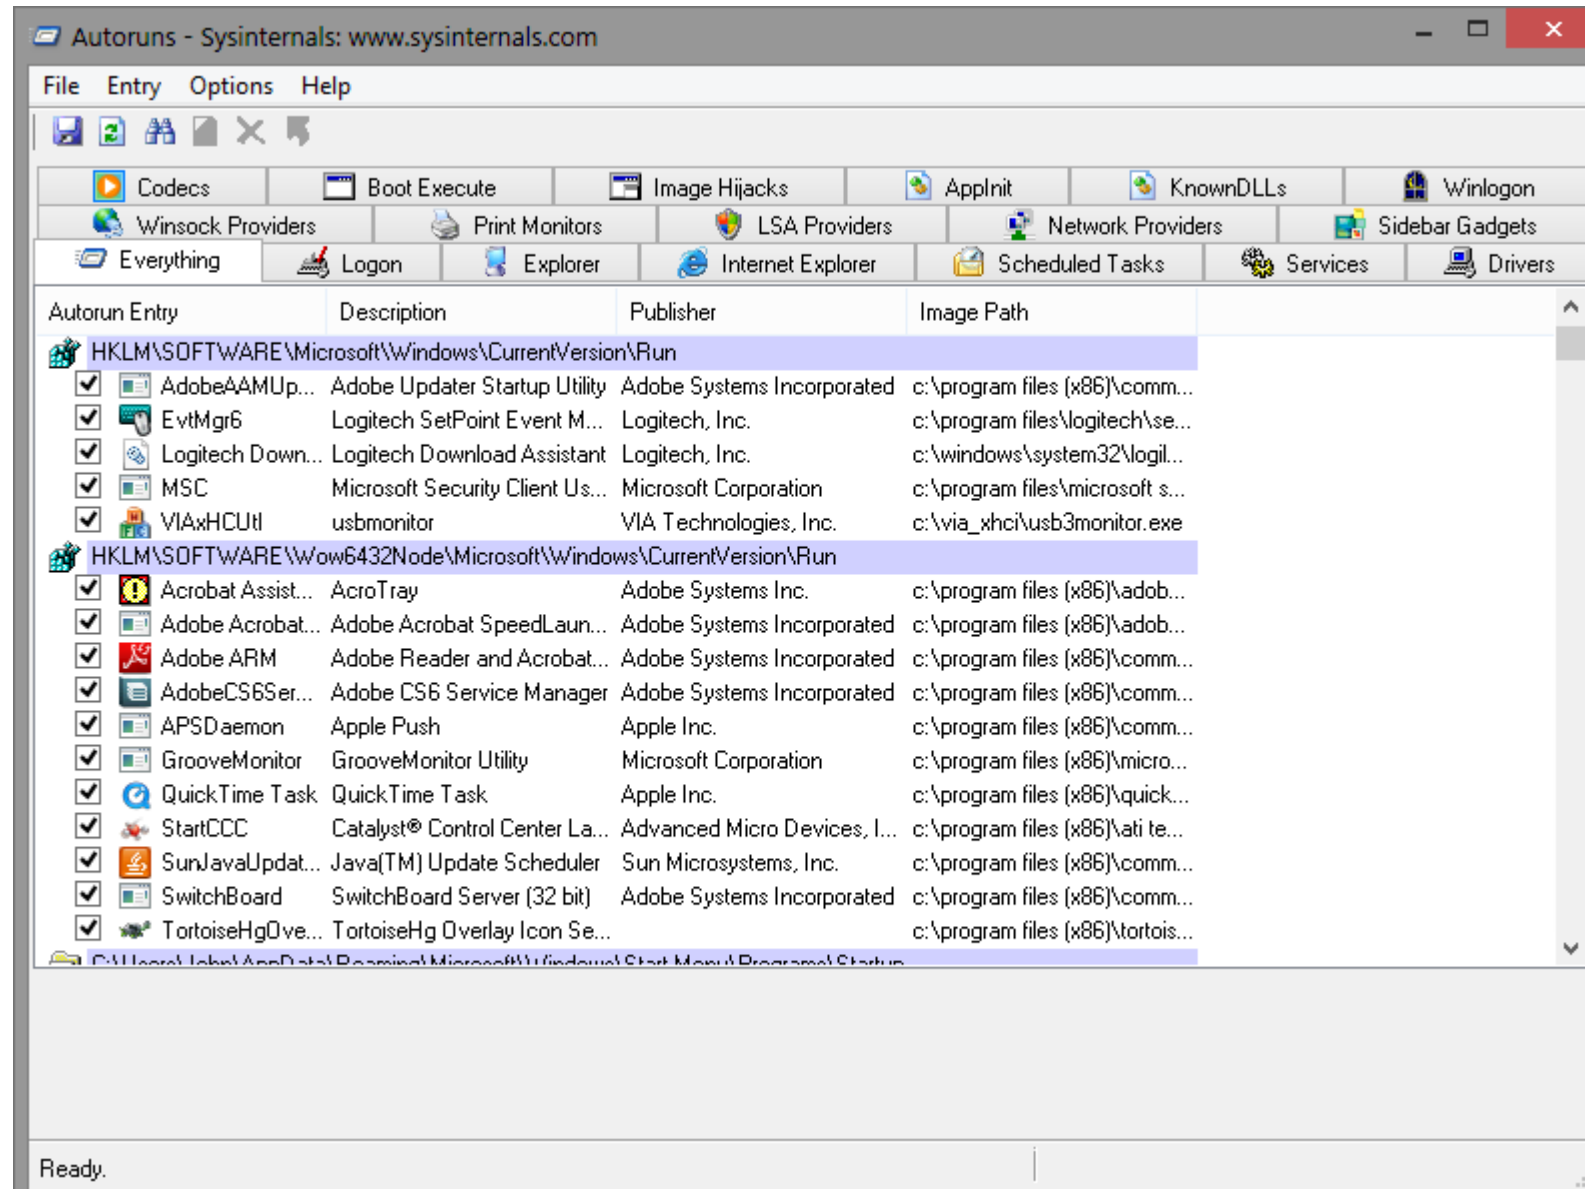 Autoruns - Sysinternals: www.sysinternals.com
File Entry Options Help
Codecs Boot Execute Image Hijacks AppInit KnownDLLs Winlogon
Winsock Providers Print Monitors LSA Providers Network Providers Sidebar Gadgets
Everything Logon Explorer Internet Explorer Scheduled Tasks Services Drivers
Autorun Entry Description Publisher Image Path
HKLM\SOFTWARE\Microsoft\Windows\CurrentVersion\Run
AdobeAAMUp... Adobe Updater Startup Utility Adobe Systems Incorporated c:\program files (x86)\comm...
EvtMgr6 Logitech SetPoint Event M... Logitech, Inc. c:\program files\logitech\se...
Logitech Down... Logitech Download Assistant Logitech, Inc. c:\windows\system32\logil...
MSC Microsoft Security Client Us... Microsoft Corporation c:\program files\microsoft s...
VIAxHCUtl usbmonitor VIA Technologies, Inc. c:\via_xhci\usb3monitor.exe
HKLM\SOFTWARE\Wow6432Node\Microsoft\Windows\CurrentVersion\Run
Acrobat Assist... AcroTray Adobe Systems Inc. c:\program files (x86)\adob...
Adobe Acrobat... Adobe Acrobat SpeedLaun... Adobe Systems Incorporated c:\program files (x86)\adob...
Adobe ARM Adobe Reader and Acrobat... Adobe Systems Incorporated c:\program files (x86)\comm...
AdobeCS6Ser... Adobe CS6 Service Manager Adobe Systems Incorporated c:\program files (x86)\comm...
APSDaemon Apple Push Apple Inc. c:\program files (x86)\comm...
GrooveMonitor GrooveMonitor Utility Microsoft Corporation c:\program files (x86)\micro...
QuickTime Task QuickTime Task Apple Inc. c:\program files (x86)\quick...
StartCCC Catalyst® Control Center La... Advanced Micro Devices, I... c:\program files (x86)\ati te...
SunJavaUpdat... Java(TM) Update Scheduler Sun Microsystems, Inc. c:\program files (x86)\comm...
SwitchBoard SwitchBoard Server (32 bit) Adobe Systems Incorporated c:\program files (x86)\comm...
TortoiseHgOve... TortoiseHg Overlay Icon Se... c:\program files (x86)\tortois...
C:\Users\John\AppData\Roaming\Microsoft\Windows\Start Menu\Programs\Startup
Ready.